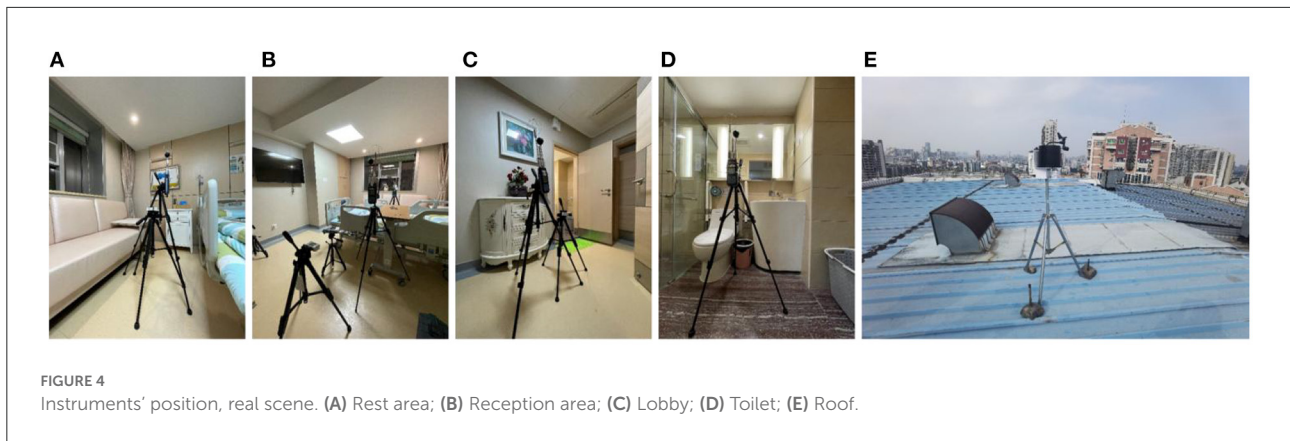 A B C D E
FIGURE 4
Instruments' position, real scene. (A) Rest area; (B) Reception area; (C) Lobby; (D) Toilet; (E) Roof.